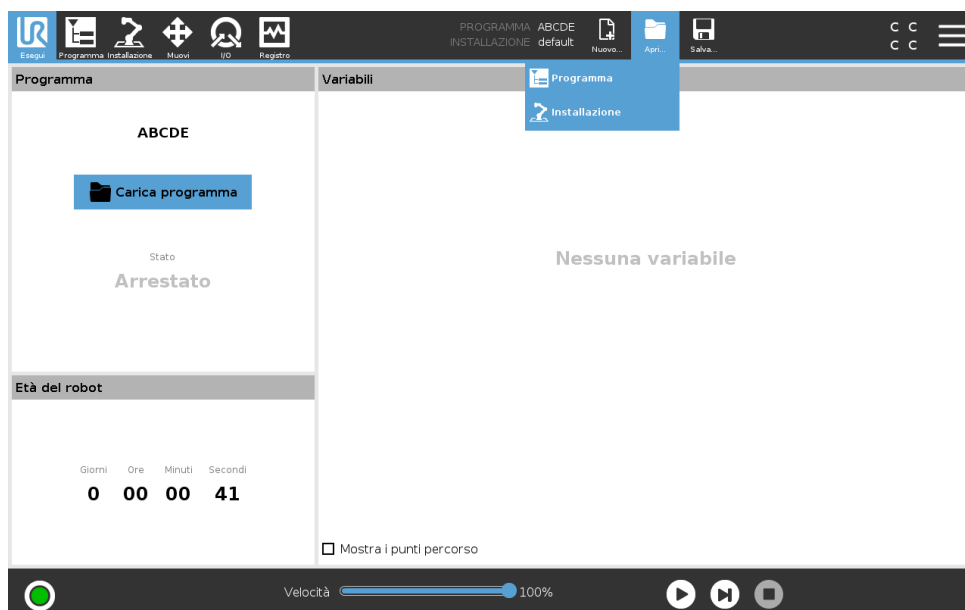 UR
PROGRAMMA ABCDE
INSTALLAZIONE default
Esegui Programma Installazione Muovi I/O Registro
Nuovo... Apri... Salva...
C C
C C
Programma
Variabili
Programma
Installazione
ABCDE
Carica programma
Stato
Arrestato
Nessuna variabile
Età del robot
Giorni Ore Minuti Secondi
0 00 00 41
Mostra i punti percorso
Velocità 100%